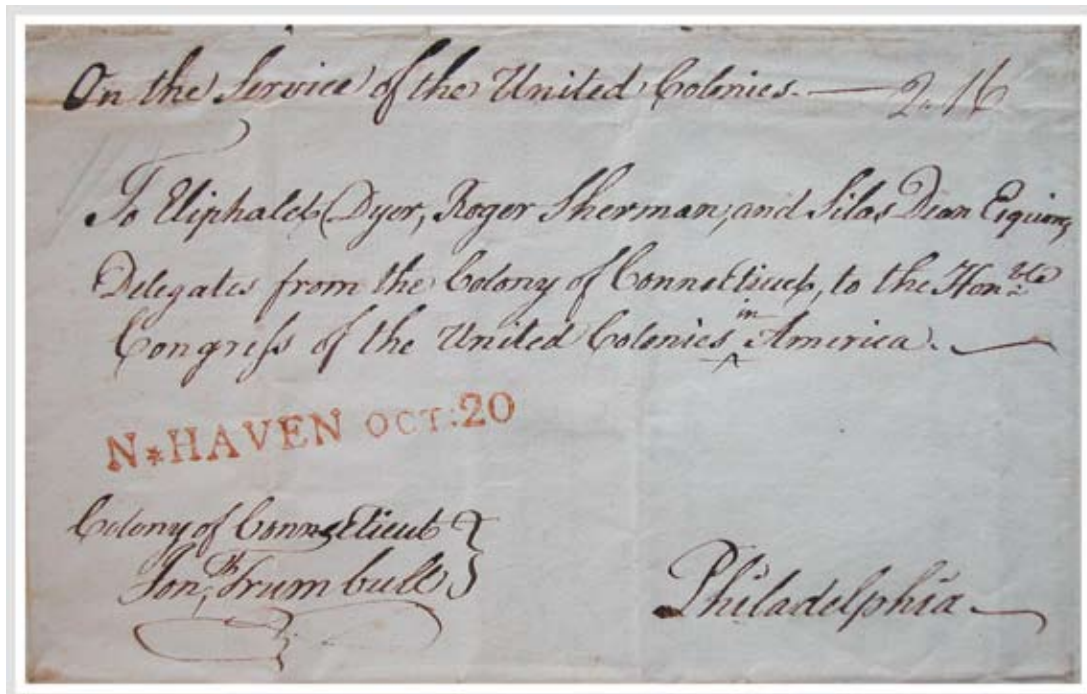 On the Service of the United Colonies. — 2.16
To Eliphalet Dyer, Roger Sherman, and Silas Dean Esquires,
Delegates from the Colony of Connecticut, to the Honble
Congress of the United Colonies in America.
N*HAVEN OCT:20
Colony of Connecticut
Jonth Trumbull
Philadelphia